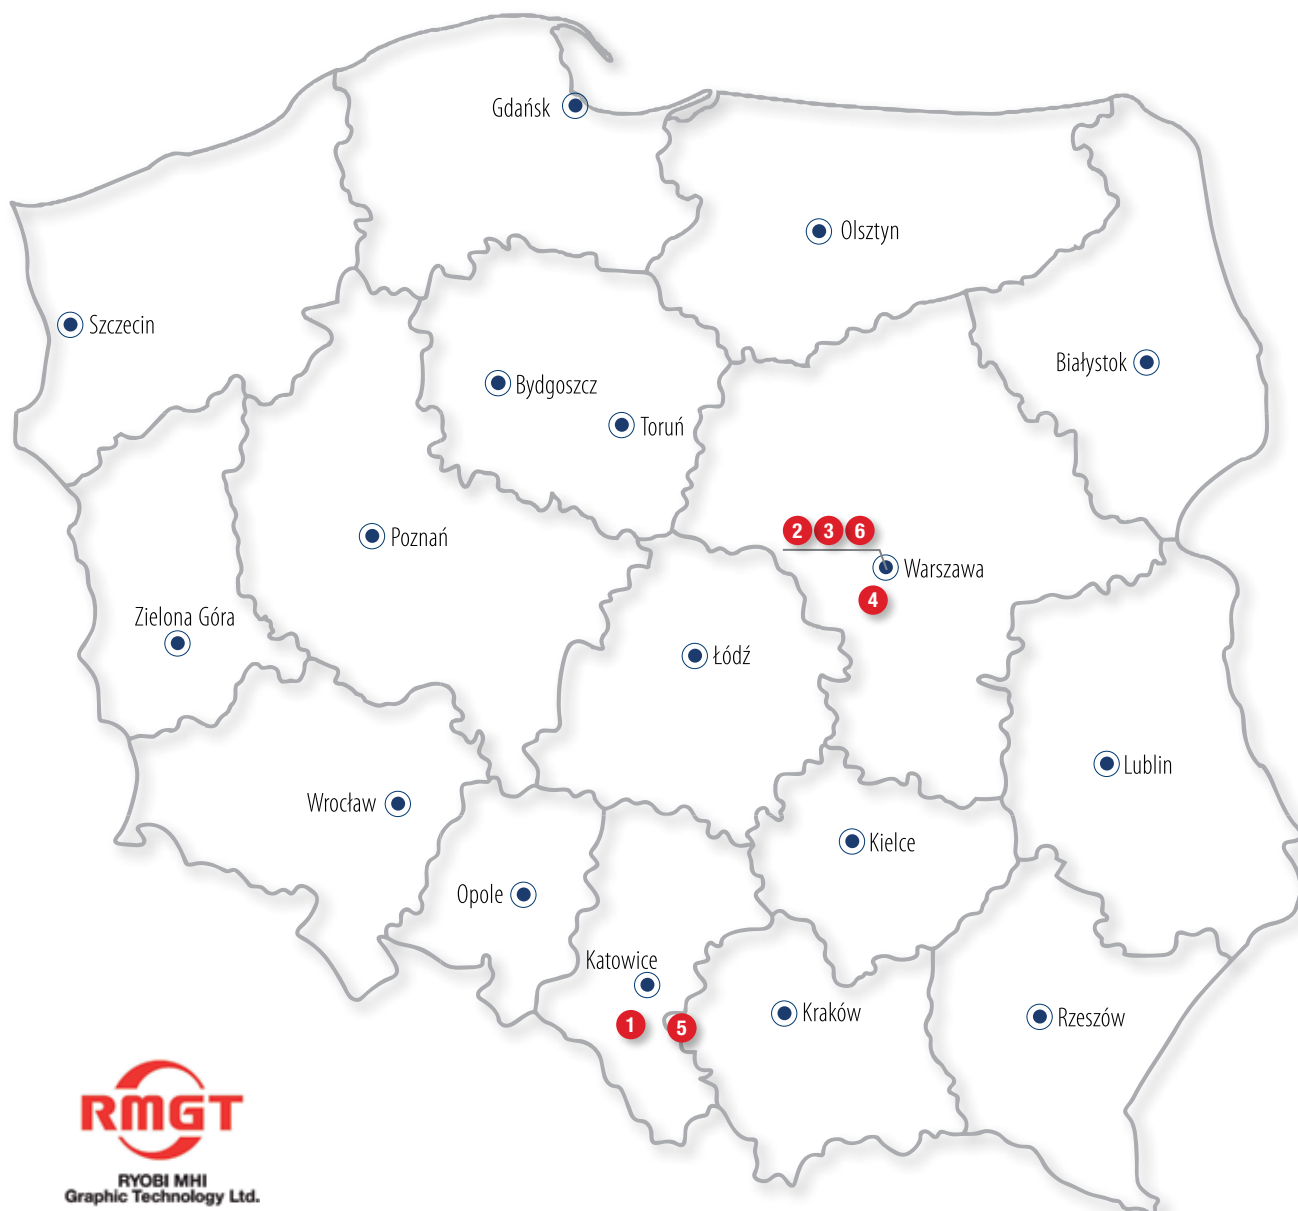 Gdańsk
Olsztyn
Szczecin
Białystok
Bydgoszcz
Toruń
2 3 6
Poznań
Warszawa
4
Zielona Góra
Łódź
Lublin
Wrocław
Kielce
Opole
Katowice
Kraków
Rzeszów
1
5
RMGT
RYOBI MHI
Graphic Technology Ltd.